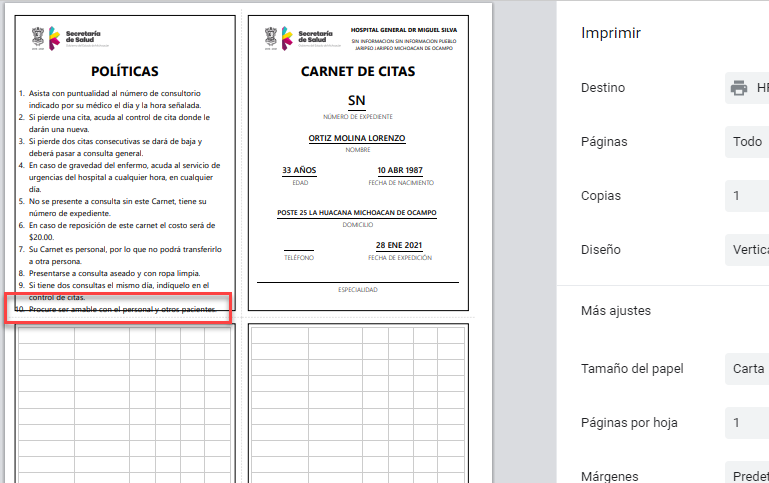 Secretaría
de Salud
POLÍTICAS
1. Asista con puntualidad al número de consultorio
indicado por su médico el día y la hora señalada.
2. Si pierde una cita, acuda al control de cita donde le
darán una nueva.
3. Si pierde dos citas consecutivas se dará de baja y
deberá pasar a consulta general.
4. En caso de gravedad del enfermo, acuda al servicio de
urgencias del hospital a cualquier hora, en cualquier
día.
5. No se presente a consulta sin este Carnet, tiene su
número de expediente.
6. En caso de reposición de este carnet el costo será de
$20.00.
7. Su Carnet es personal, por lo que no podrá transferirlo
a otra persona.
8. Presentarse a consulta aseado y con ropa limpia.
9. Si tiene dos consultas el mismo día, indíquelo en el
control de citas.
10. Procure ser amable con el personal y otros pacientes.
Secretaría
de Salud
HOSPITAL GENERAL DR MIGUEL SILVA
SIN INFORMACION SIN INFORMACION PUEBLO
JARIPEO JARIPEO MICHOACAN DE OCAMPO
CARNET DE CITAS
SN
NÚMERO DE EXPEDIENTE
ORTIZ MOLINA LORENZO
NOMBRE
33 AÑOS 10 ABR 1987
EDAD FECHA DE NACIMIENTO
POSTE 25 LA HUACANA MICHOACAN DE OCAMPO
DOMICILIO
28 ENE 2021
TELÉFONO FECHA DE EXPEDICIÓN
ESPECIALIDAD
Imprimir
Destino
Páginas Todo
Copias 1
Diseño Vertica
Más ajustes
Tamaño del papel Carta
Páginas por hoja 1
Márgenes Predet